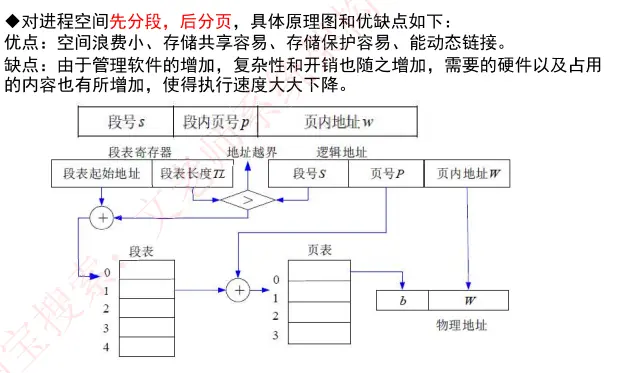 ◆对进程空间先分段，后分页，具体原理图和优缺点如下：
优点：空间浪费小、存储共享容易、存储保护容易、能动态链接。
缺点：由于管理软件的增加，复杂性和开销也随之增加，需要的硬件以及占用
的内容也有所增加，使得执行速度大大下降。
段号s 段内页号p 页内地址w
段表寄存器 地址越界 逻辑地址
段表起始地址 段表长度TL > 段号S 页号P 页内地址W
+
段表 页表
0 0
1 + 1
2 2
3 3
4
b W
物理地址